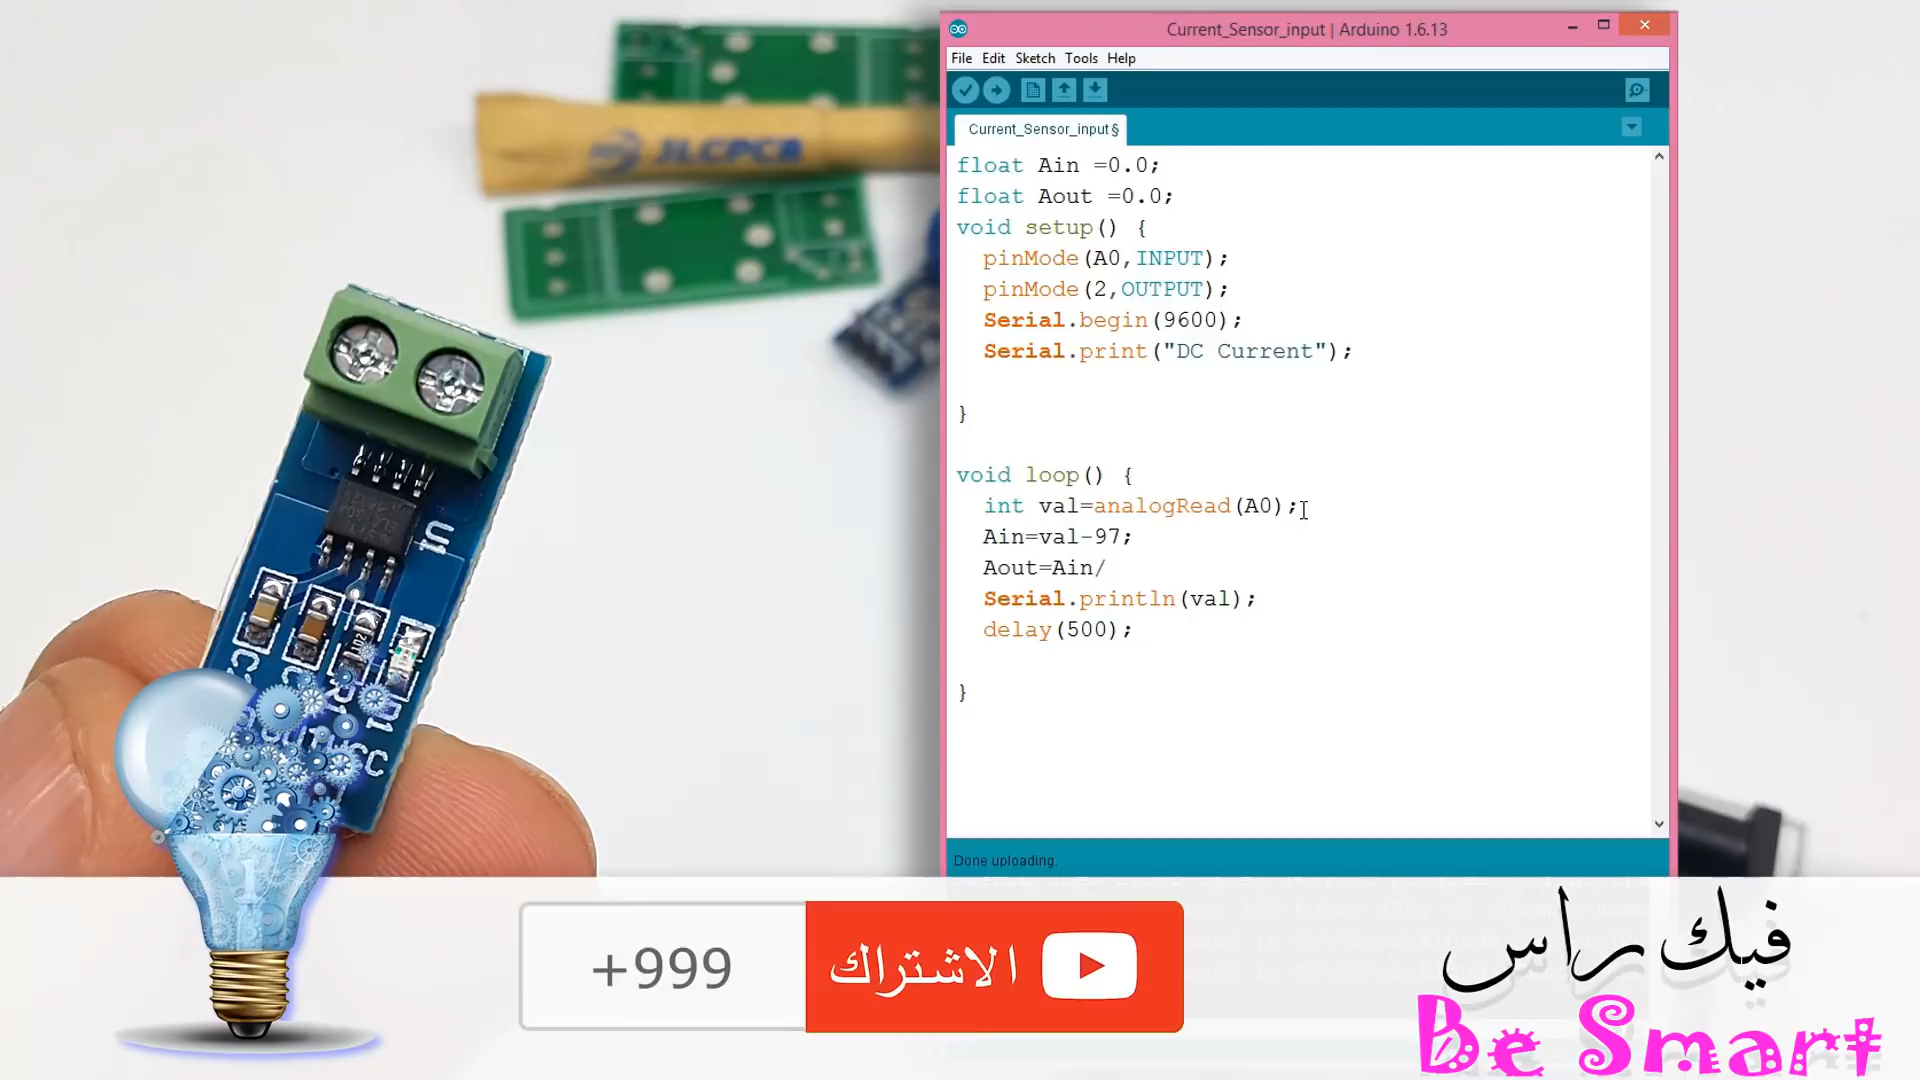 Current_Sensor_input | Arduino 1.6.13
File Edit Sketch Tools Help
Current_Sensor_input§
float Ain =0.0;
float Aout =0.0;
void setup() {
pinMode(A0,INPUT);
pinMode(2,OUTPUT);
Serial.begin(9600);
Serial.print("DC Current");
}
void loop() {
int val=analogRead(A0);
Ain=val-97;
Aout=Ain/
Serial.println(val);
delay(500);
}
Done uploading.
JLCPCB
U1
+999
الاشتراك
فيك راس
Be Smart